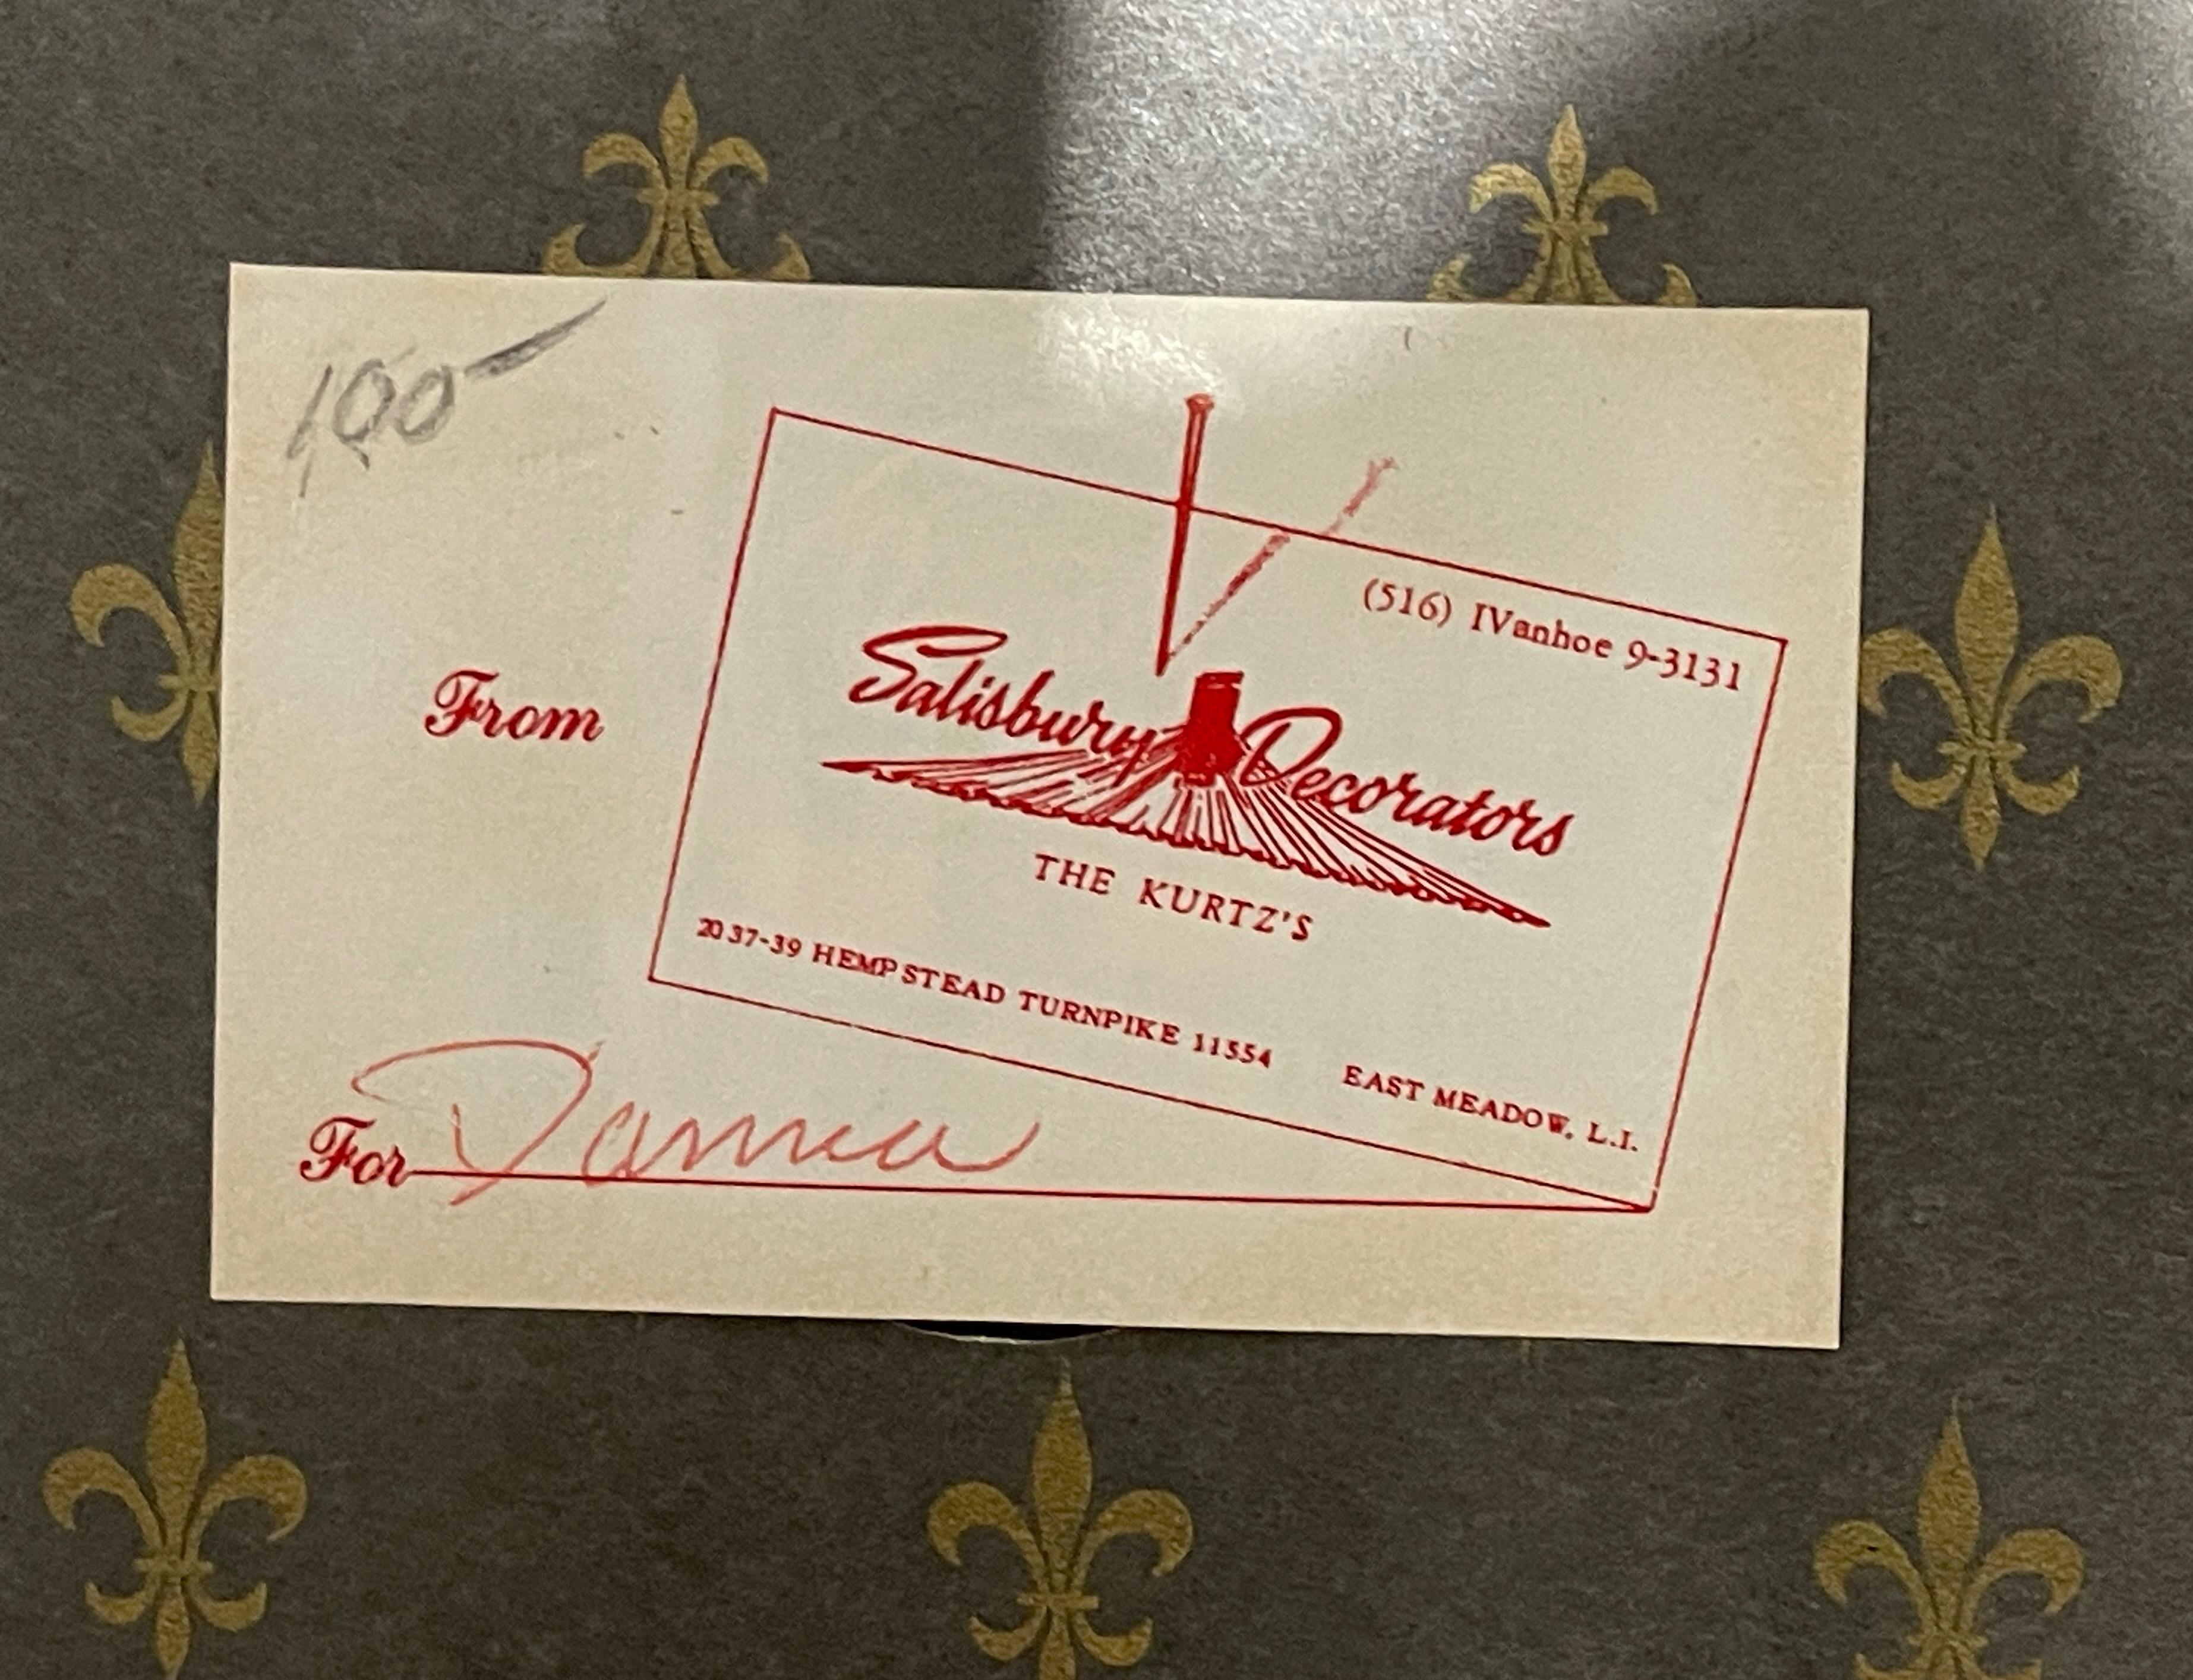 100-
(516) IVanhoe 9-3131
Salisbury Decorators
From
THE KURTZ'S
2037-39 HEMPSTEAD TURNPIKE 11554 EAST MEADOW, L.I.
For